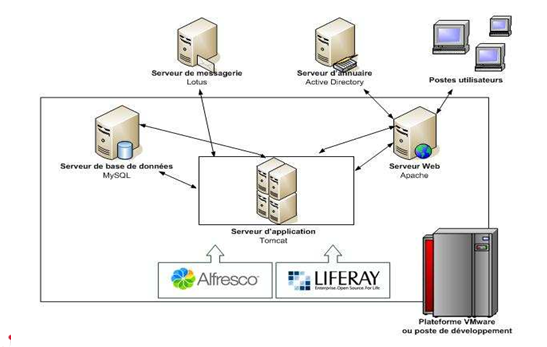 Serveur de messagerie
Lotus
Serveur d'annuaire
Active Directory
Postes utilisateurs
Serveur de base de données
MySQL
Serveur Web
Apache
Serveur d'application
Tomcat
Alfresco
LIFERAY
Enterprise. Open Source. For Life.
Plateforme VMware
ou poste de développement